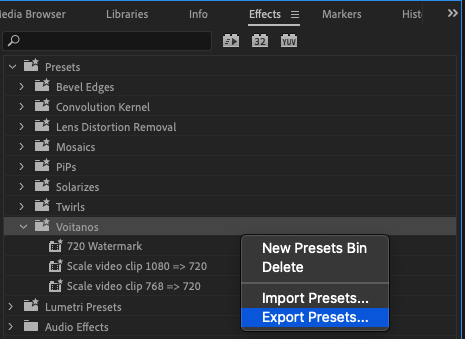 Media Browser Libraries Info Effects Markers Hist
Presets
Bevel Edges
Convolution Kernel
Lens Distortion Removal
Mosaics
PiPs
Solarizes
Twirls
Voitanos
720 Watermark
Scale video clip 1080 => 720
Scale video clip 768 => 720
Lumetri Presets
Audio Effects
32
YUV
New Presets Bin
Delete
Import Presets...
Export Presets...